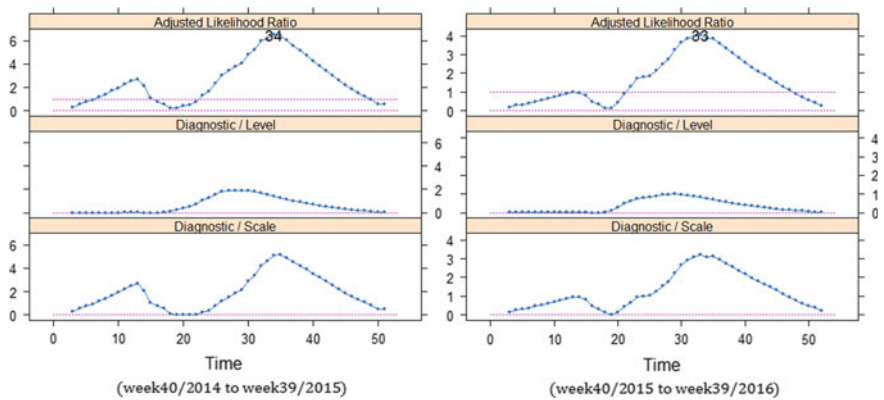 Adjusted Likelihood Ratio
6
4
2
0
34
Diagnostic / Level
6
4
2
0
Diagnostic / Scale
6
4
2
0
0 10 20 30 40 50
Time
(week40/2014 to week39/2015)
Adjusted Likelihood Ratio
4
3
2
1
0
33
Diagnostic / Level
4
3
2
1
0
Diagnostic / Scale
4
3
2
1
0
0 10 20 30 40 50
Time
(week40/2015 to week39/2016)